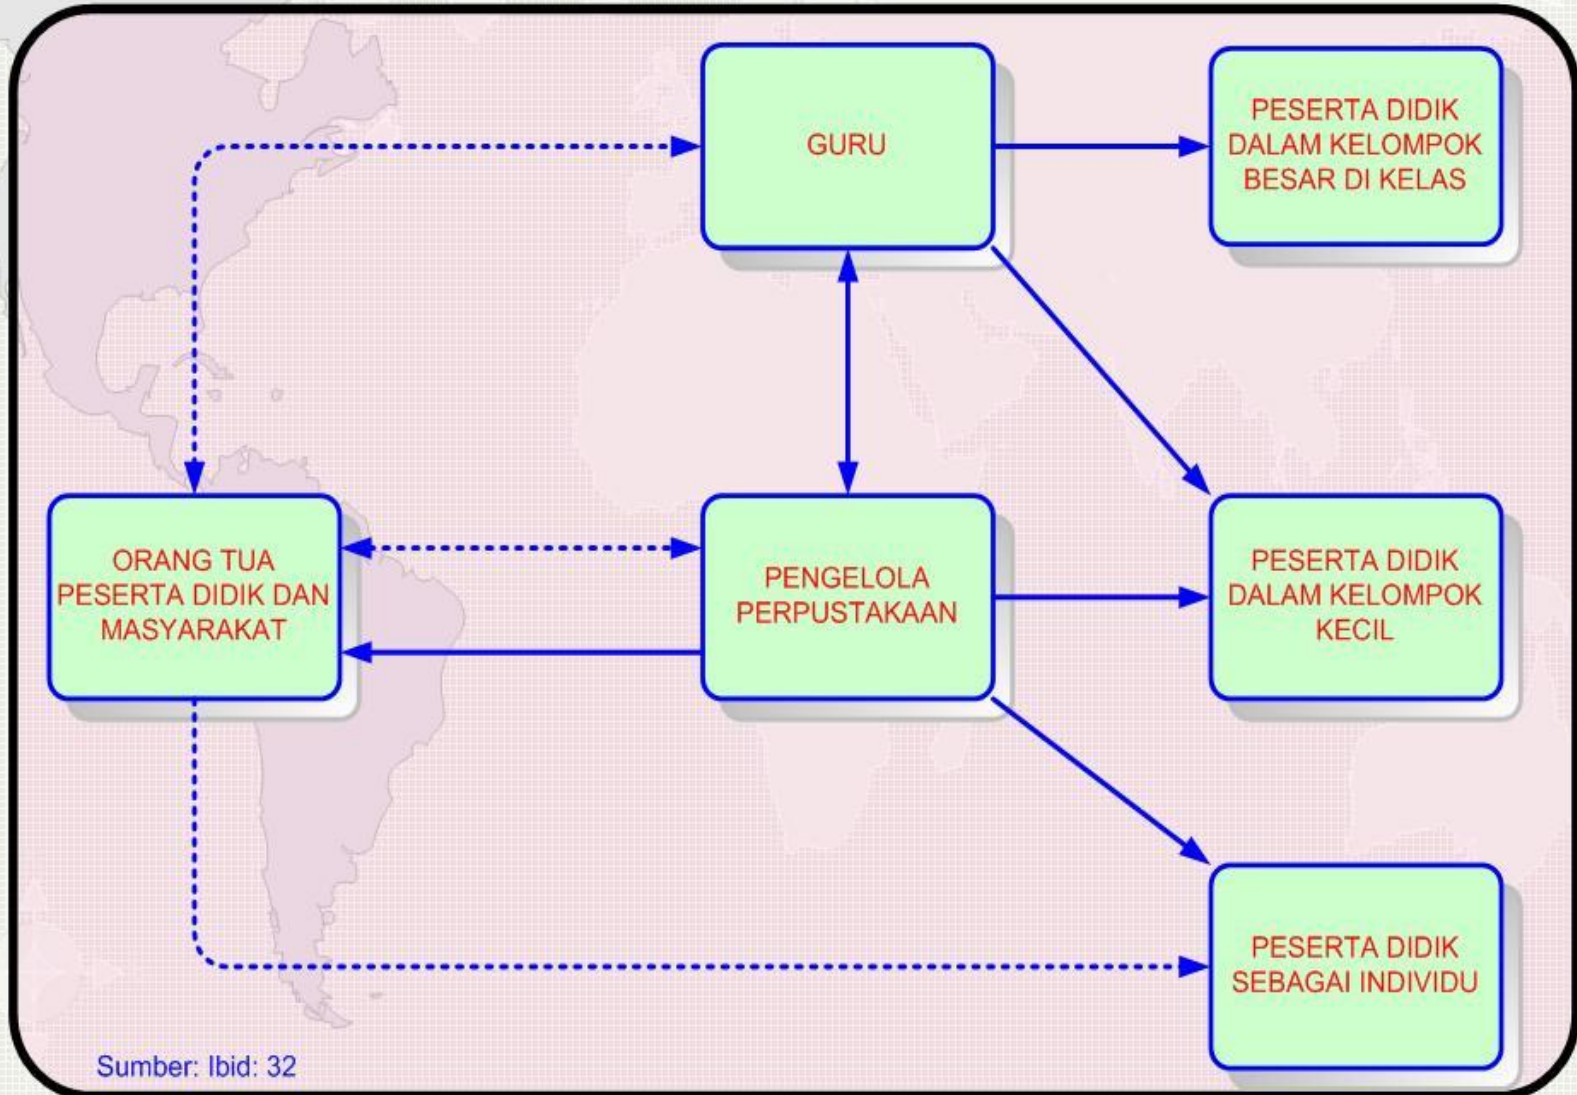 GURU
PESERTA DIDIK
DALAM KELOMPOK
BESAR DI KELAS
ORANG TUA
PESERTA DIDIK DAN
MASYARAKAT
PENGELOLA
PERPUSTAKAAN
PESERTA DIDIK
DALAM KELOMPOK
KECIL
PESERTA DIDIK
SEBAGAI INDIVIDU
Sumber: Ibid: 32